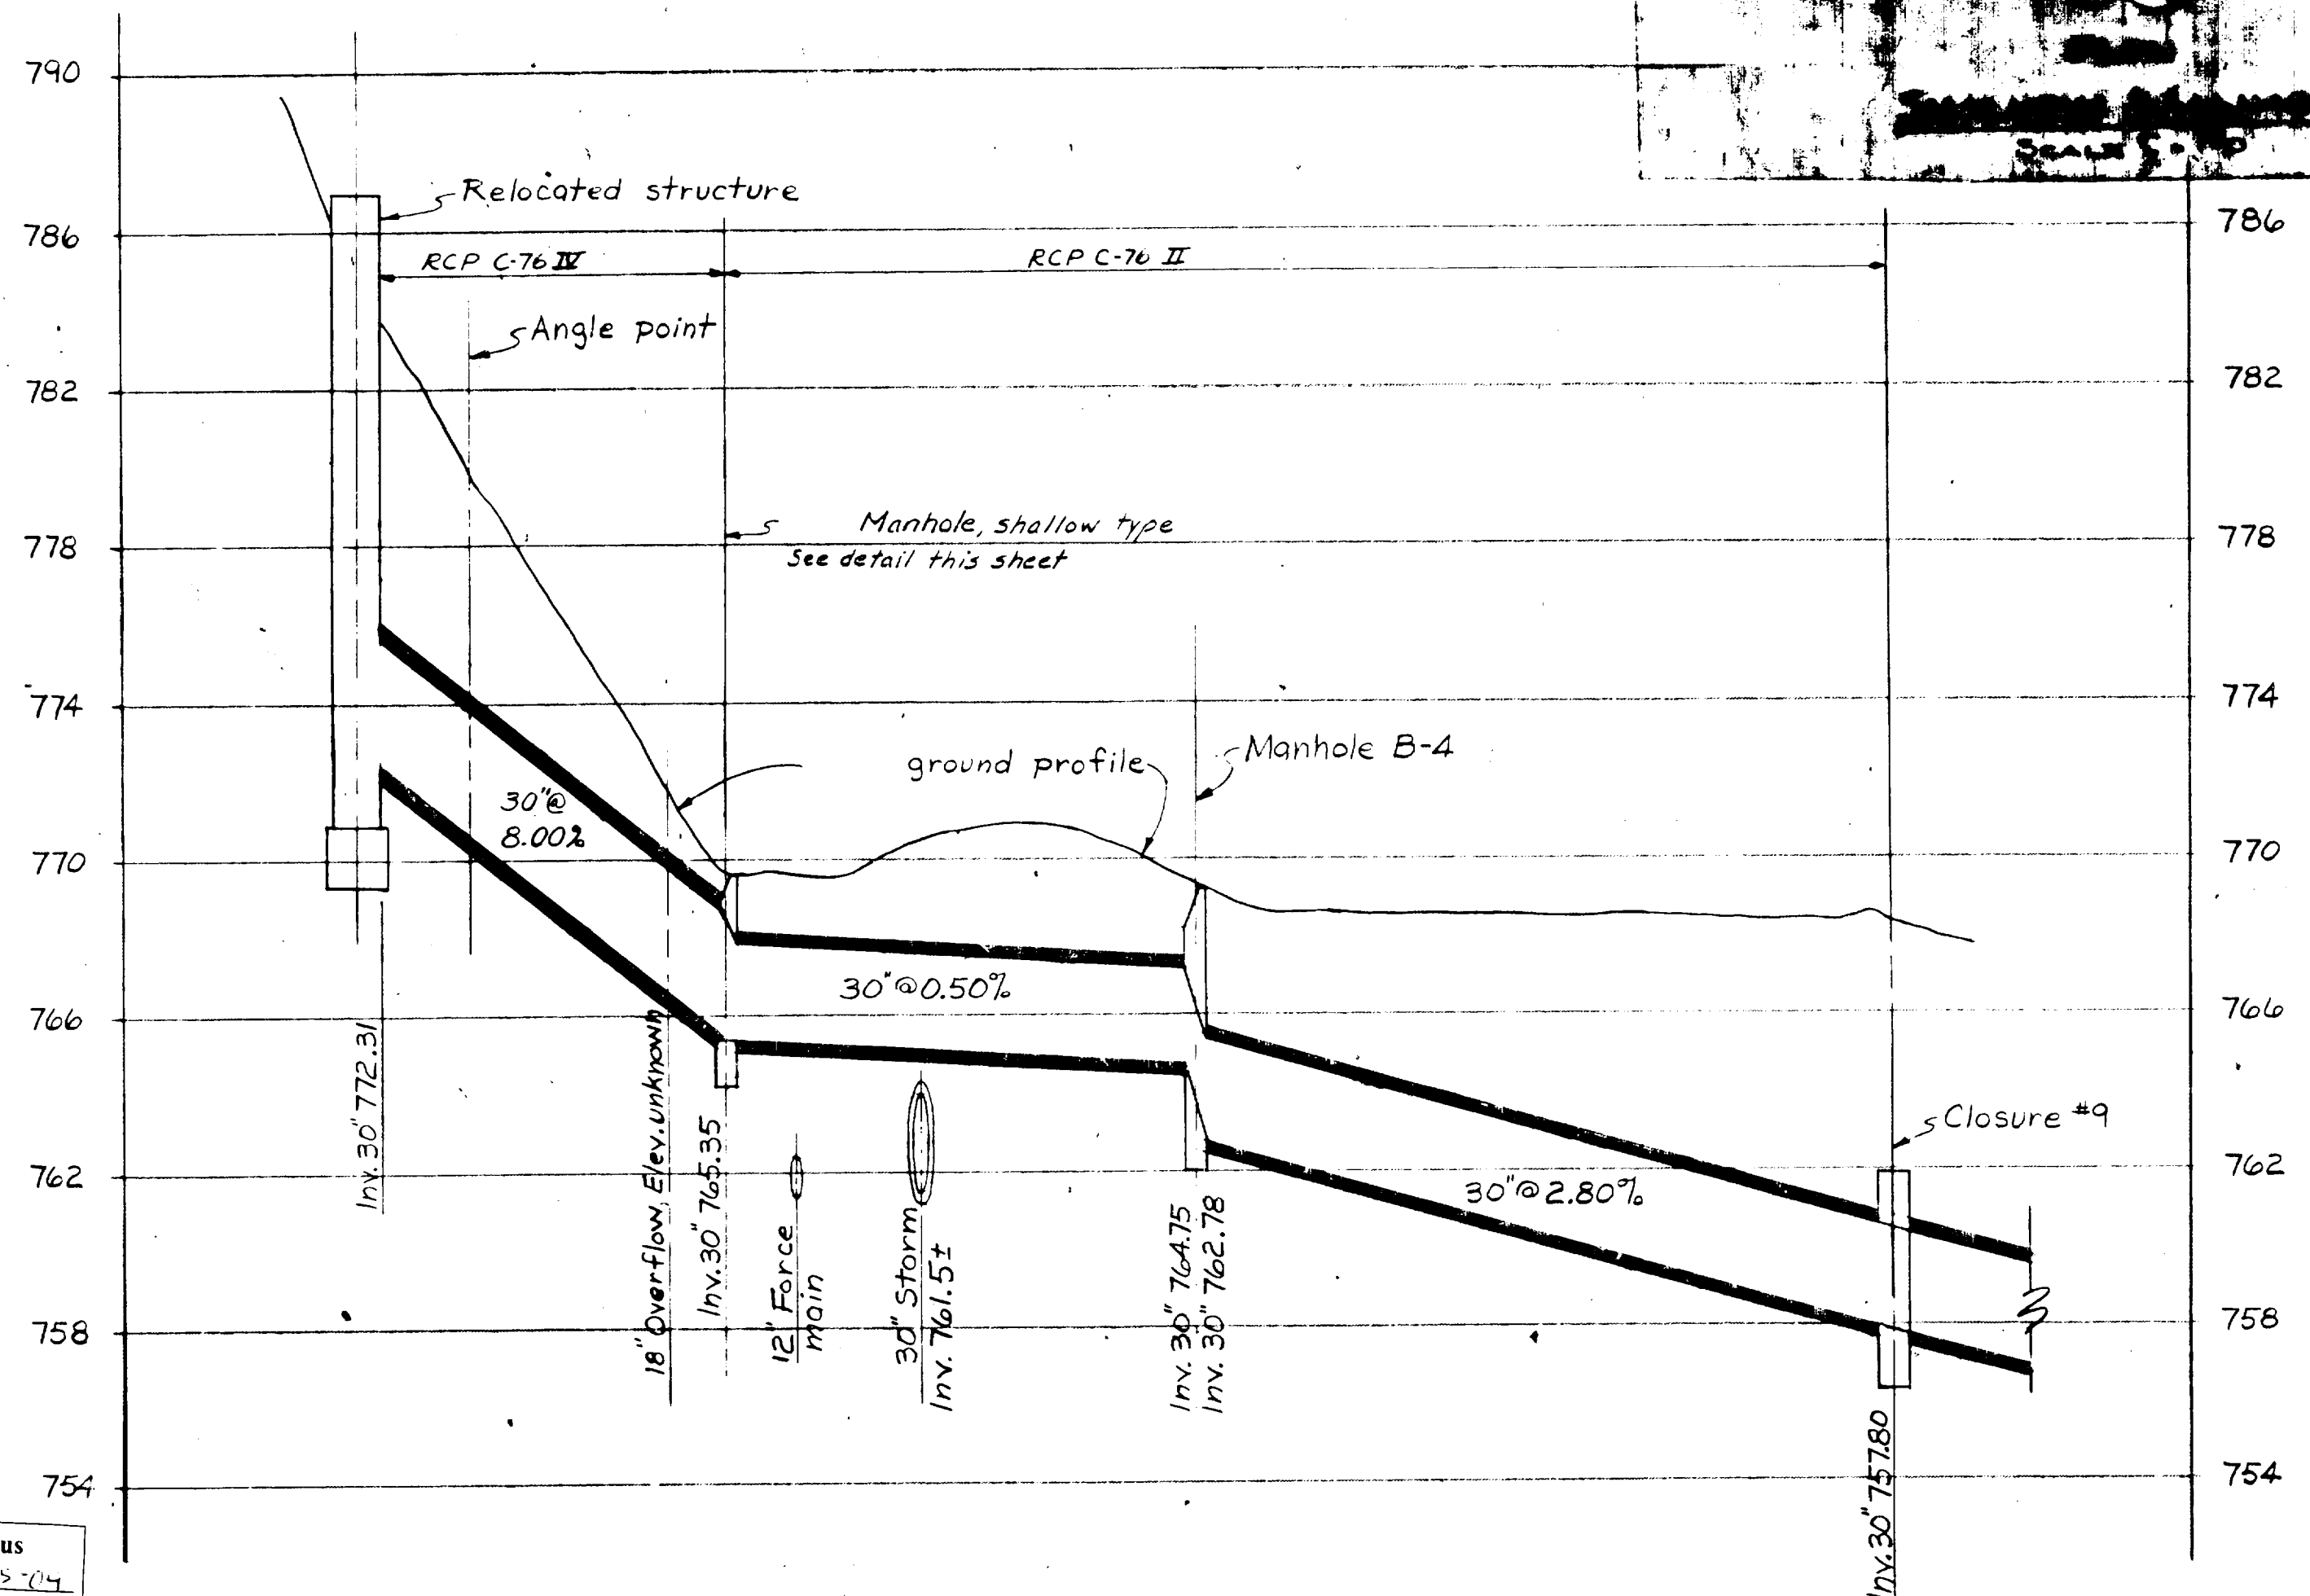 790
Relocated structure
786
786
RCP C-76 IV
RCP C-76 II
Angle point
782
782
Manhole, shallow type
See detail this sheet
778
778
774
774
ground profile
Manhole B-4
30"@
8.00%
770
770
30"@0.50%
766
766
Inv. 30" 772.31
18" Overflow, Elev. unknown
Inv. 30" 765.35
12" Force
main
30" Storm
Inv. 761.5±
Inv. 30" 764.75
Inv. 30" 762.78
Closure #9
762
762
30"@2.80%
758
758
Inv. 30" 757.80
754
754
us
5-04